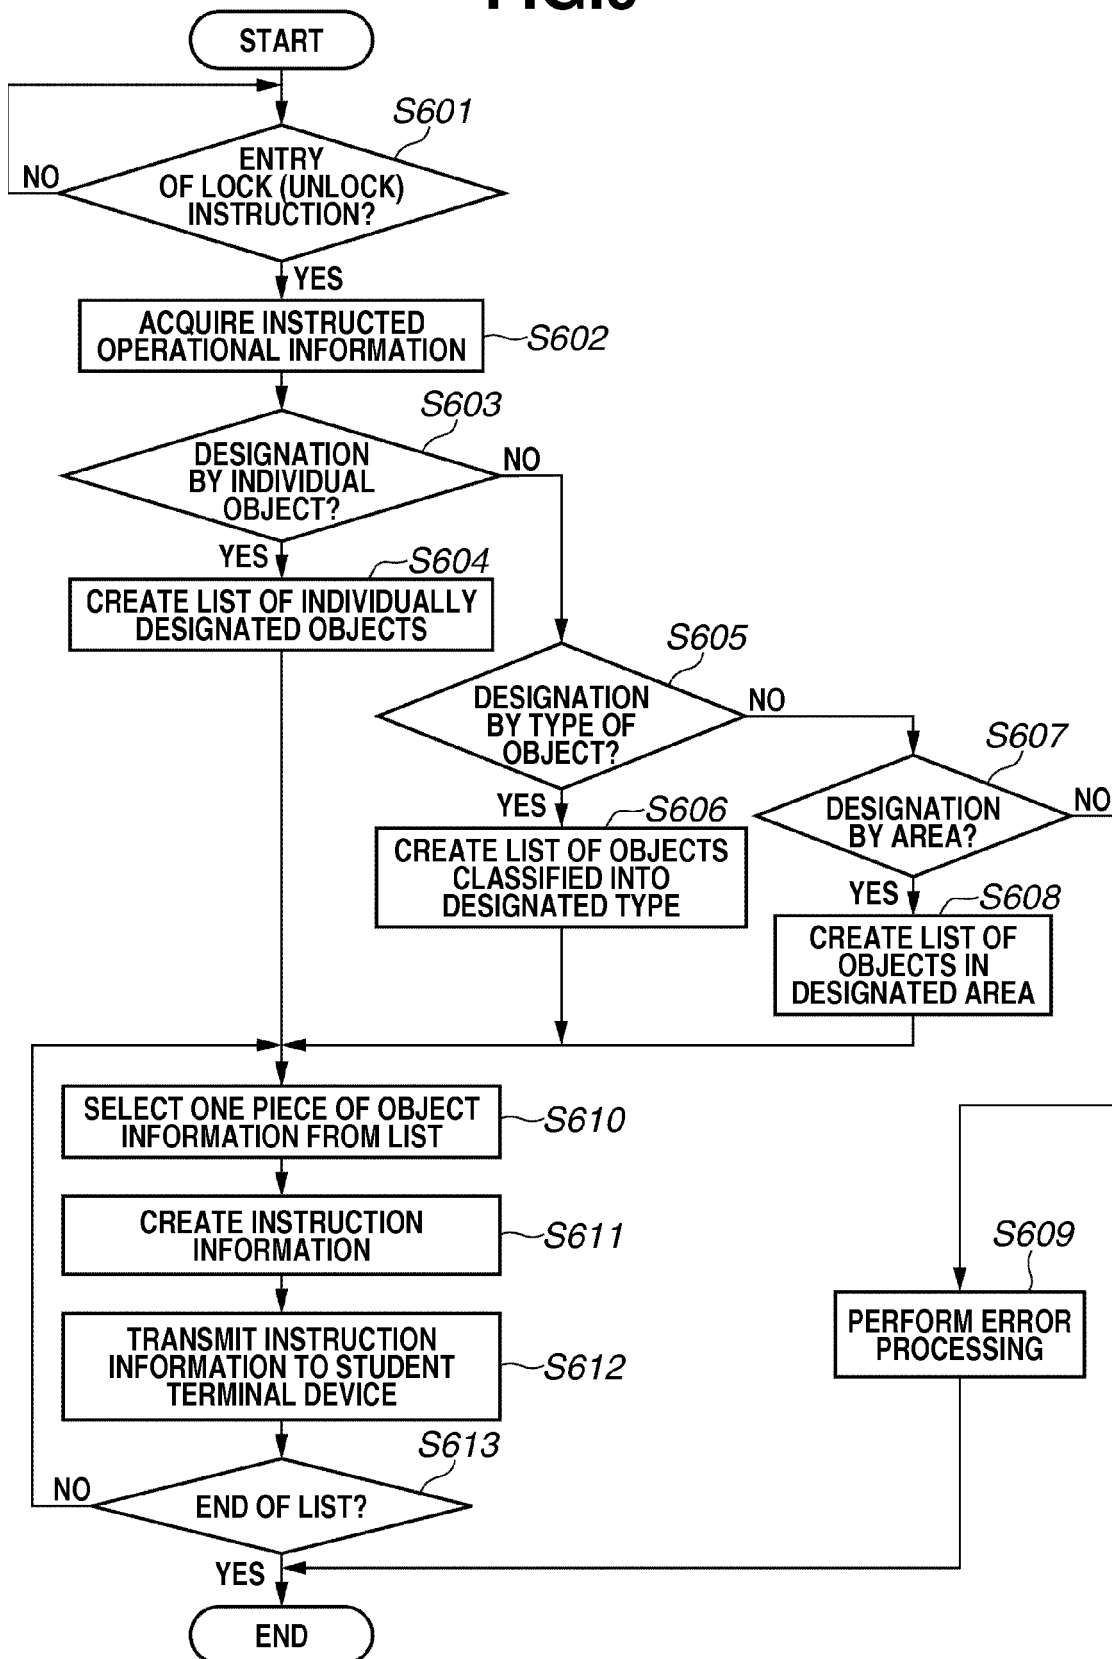 START
S601
ENTRY
OF LOCK (UNLOCK)
INSTRUCTION?
NO
YES
ACQUIRE INSTRUCTED
OPERATIONAL INFORMATION
S602
S603
DESIGNATION
BY INDIVIDUAL
OBJECT?
NO
YES
S604
CREATE LIST OF INDIVIDUALLY
DESIGNATED OBJECTS
S605
DESIGNATION
BY TYPE OF
OBJECT?
NO
YES
S606
CREATE LIST OF OBJECTS
CLASSIFIED INTO
DESIGNATED TYPE
S607
DESIGNATION
BY AREA?
NO
YES
S608
CREATE LIST OF
OBJECTS IN
DESIGNATED AREA
SELECT ONE PIECE OF OBJECT
INFORMATION FROM LIST
S610
CREATE INSTRUCTION
INFORMATION
S611
S609
PERFORM ERROR
PROCESSING
TRANSMIT INSTRUCTION
INFORMATION TO STUDENT
TERMINAL DEVICE
S612
S613
END OF LIST?
NO
YES
END